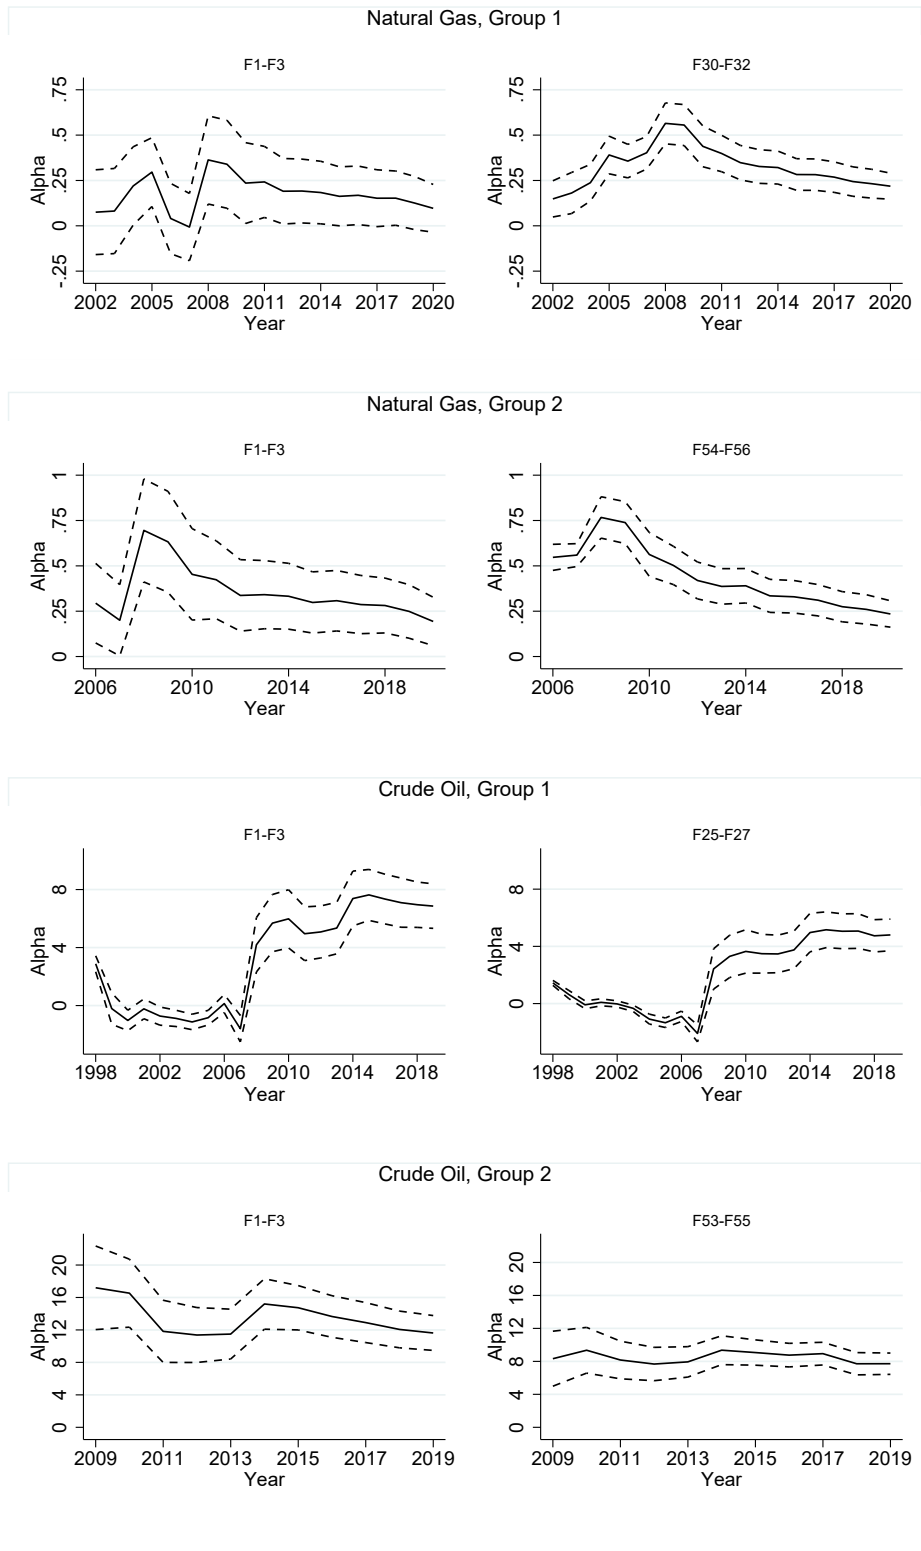 Natural Gas, Group 1
F1-F3
F30-F32
Alpha
.75
.5
.25
0
-.25
2002 2005 2008 2011 2014 2017 2020
Year
Alpha
.75
.5
.25
0
-.25
2002 2005 2008 2011 2014 2017 2020
Year
Natural Gas, Group 2
F1-F3
F54-F56
Alpha
1
.75
.5
.25
0
2006 2010 2014 2018
Year
Alpha
1
.75
.5
.25
0
2006 2010 2014 2018
Year
Crude Oil, Group 1
F1-F3
F25-F27
Alpha
8
4
0
1998 2002 2006 2010 2014 2018
Year
Alpha
8
4
0
1998 2002 2006 2010 2014 2018
Year
Crude Oil, Group 2
F1-F3
F53-F55
Alpha
20
16
12
8
4
0
2009 2011 2013 2015 2017 2019
Year
Alpha
20
16
12
8
4
0
2009 2011 2013 2015 2017 2019
Year